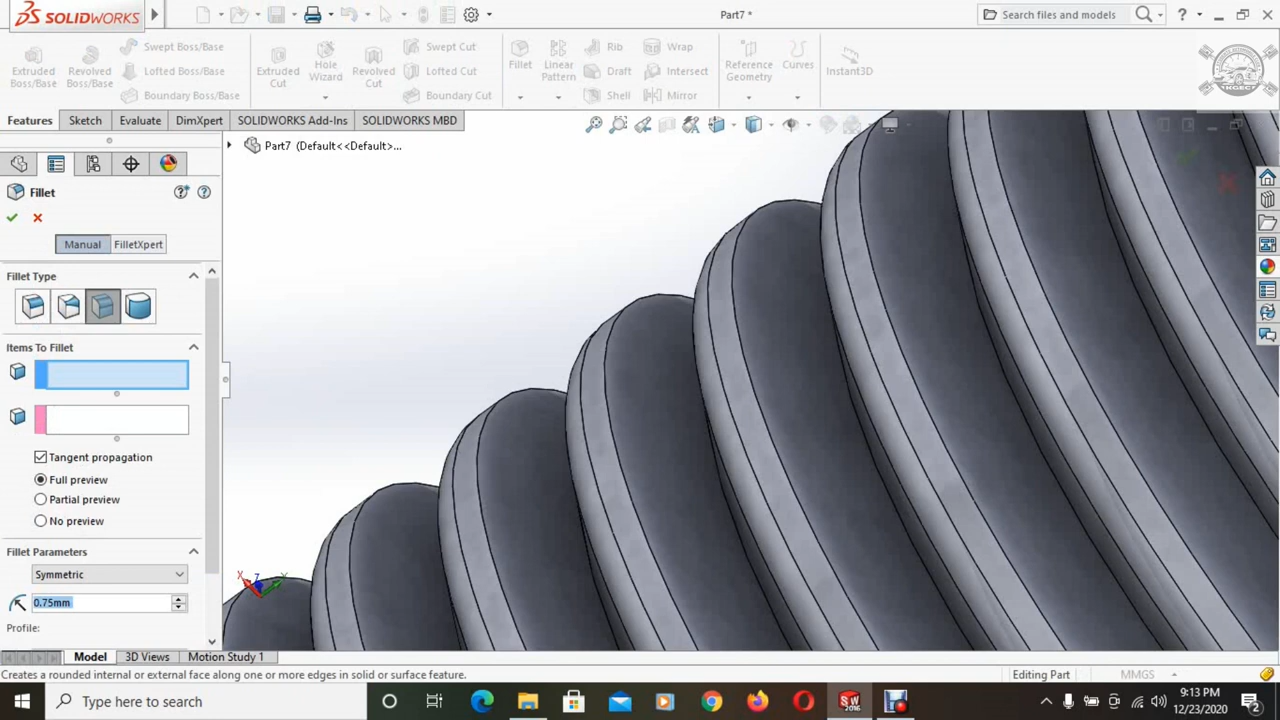 SOLIDWORKS
Part7 *
Search files and models
Extruded Boss/Base
Revolved Boss/Base
Swept Boss/Base
Lofted Boss/Base
Boundary Boss/Base
Extruded Cut
Hole Wizard
Revolved Cut
Swept Cut
Lofted Cut
Boundary Cut
Fillet
Linear Pattern
Rib
Draft
Shell
Wrap
Intersect
Mirror
Reference Geometry
Curves
Instant3D
Features
Sketch
Evaluate
DimXpert
SOLIDWORKS Add-Ins
SOLIDWORKS MBD
Part7 (Default<<Default>...
Fillet
Manual
FilletXpert
Fillet Type
Items To Fillet
Tangent propagation
Full preview
Partial preview
No preview
Fillet Parameters
Symmetric
0.75mm
Profile:
X
Z
Y
Model
3D Views
Motion Study 1
Creates a rounded internal or external face along one or more edges in solid or surface feature.
Editing Part
MMGS
Type here to search
SW
2016
9:13 PM
12/23/2020
2